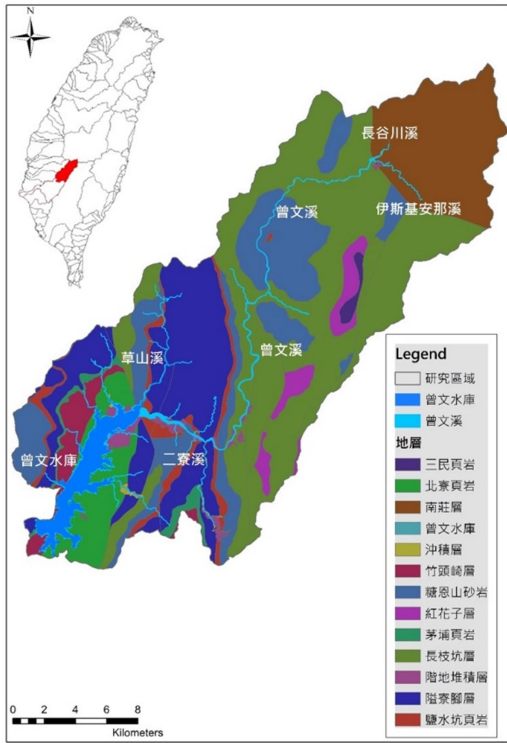 N
長谷川溪
曾文溪
伊斯基安那溪
曾文溪
草山溪
曾文水庫
二寮溪
Legend
研究區域
曾文水庫
曾文溪
地層
三民頁岩
北寮頁岩
南莊層
曾文水庫
沖積層
竹頭崎層
糖恩山砂岩
紅花子層
茅埔頁岩
長枝坑層
階地堆積層
隘寮腳層
鹽水坑頁岩
0 2 4 6 8
Kilometers